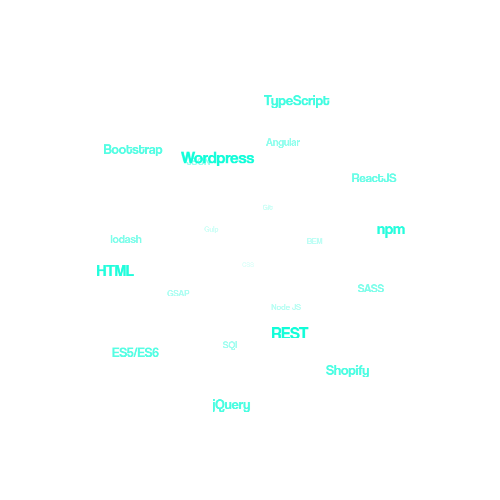 TypeScript
Angular
Bootstrap
Wordpress
ReactJS
Git
Gulp
npm
lodash
BEM
HTML
SASS
GSAP
Node JS
REST
SQl
ES5/ES6
Shopify
jQuery